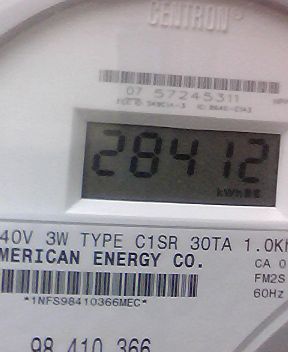 CENTRON®
07 57245311
28412
kWh
40V 3W TYPE C1SR 30TA 1.0Kh
MERICAN ENERGY CO.
CA 0
FM2S
*1NFS98410366MEC*
60Hz
98 410 366